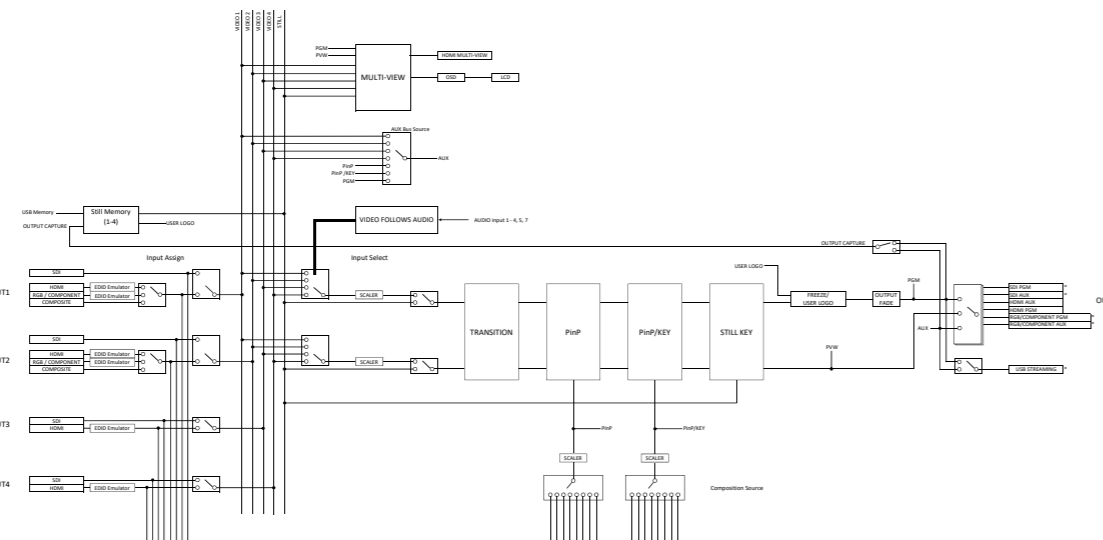 VIDEO 1
VIDEO 2
VIDEO 3
VIDEO 4
STILL
PGM
PVW
MULTI-VIEW
HDMI MULTI-VIEW
OSD
LCD
AUX Bus Source
AUX
PinP
PinP /KEY
PGM
USB Memory
Still Memory
(1-4)
USER LOGO
OUTPUT CAPTURE
VIDEO FOLLOWS AUDIO
AUDIO input 1 - 4, 5, 7
OUTPUT CAPTURE
Input Assign
Input Select
USER LOGO
UT1
SDI
HDMI
EDID Emulator
RGB / COMPONENT
EDID Emulator
COMPOSITE
SCALER
TRANSITION
PinP
PinP/KEY
STILL KEY
FREEZE/
USER LOGO
OUTPUT
FADE
PGM
AUX
SDI PGM *
SDI AUX *
HDMI AUX
HDMI PGM
RGB/COMPONENT PGM *
RGB/COMPONENT AUX *
UT2
SDI
HDMI
EDID Emulator
RGB / COMPONENT
EDID Emulator
COMPOSITE
SCALER
PVW
USB STREAMING *
UT3
SDI
HDMI
EDID Emulator
PinP
PinP/KEY
SCALER
SCALER
UT4
SDI
HDMI
EDID Emulator
Composition Source